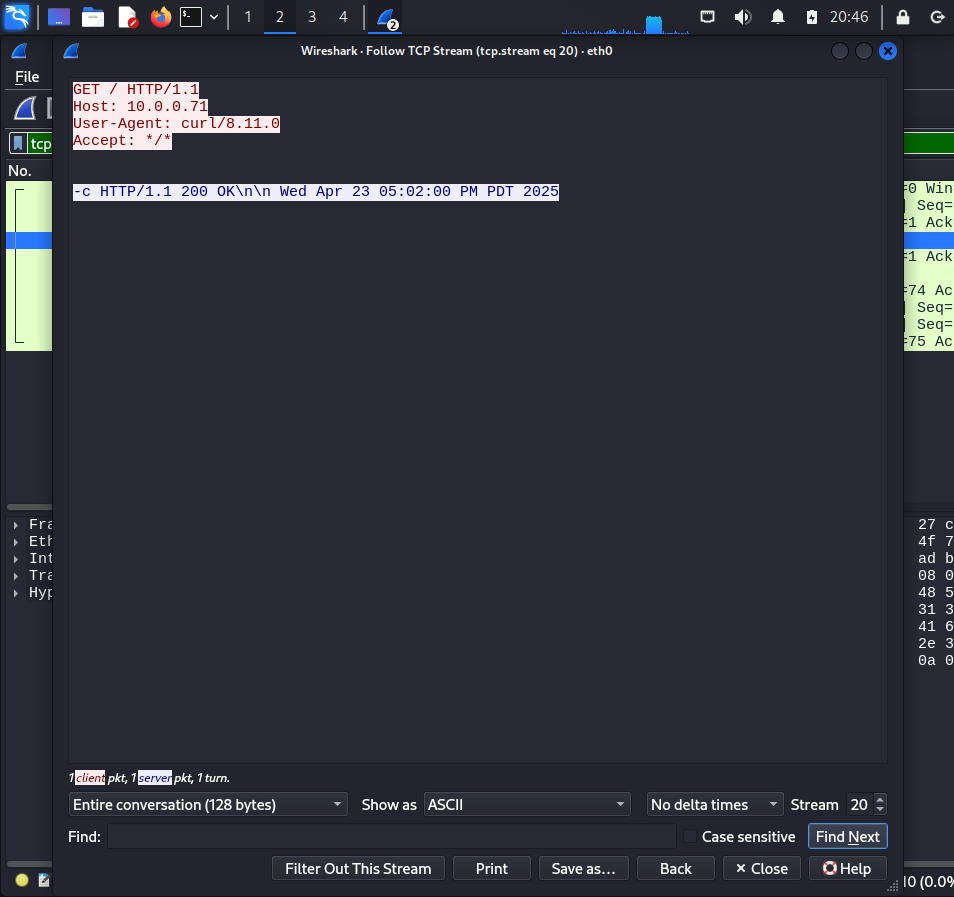 1 2 3 4 2 20:46
Wireshark · Follow TCP Stream (tcp.stream eq 20) · eth0
File
GET / HTTP/1.1
Host: 10.0.0.71
User-Agent: curl/8.11.0
Accept: */*
tcp
No.
-c HTTP/1.1 200 OK\n\n Wed Apr 23 05:02:00 PM PDT 2025
=0 Win
Seq=
=1 Ack
=1 Ack
=74 Ac
Seq=
Seq=
=75 Ac
Fra
Eth
Int
Tra
Hyp
27 c
4f 7
ad b
08 0
48 5
31 3
41 6
2e 3
0a 0
1 client pkt, 1 server pkt, 1 turn.
Entire conversation (128 bytes) Show as ASCII No delta times Stream 20
Find: Case sensitive Find Next
Filter Out This Stream Print Save as… Back Close Help
10 (0.0%